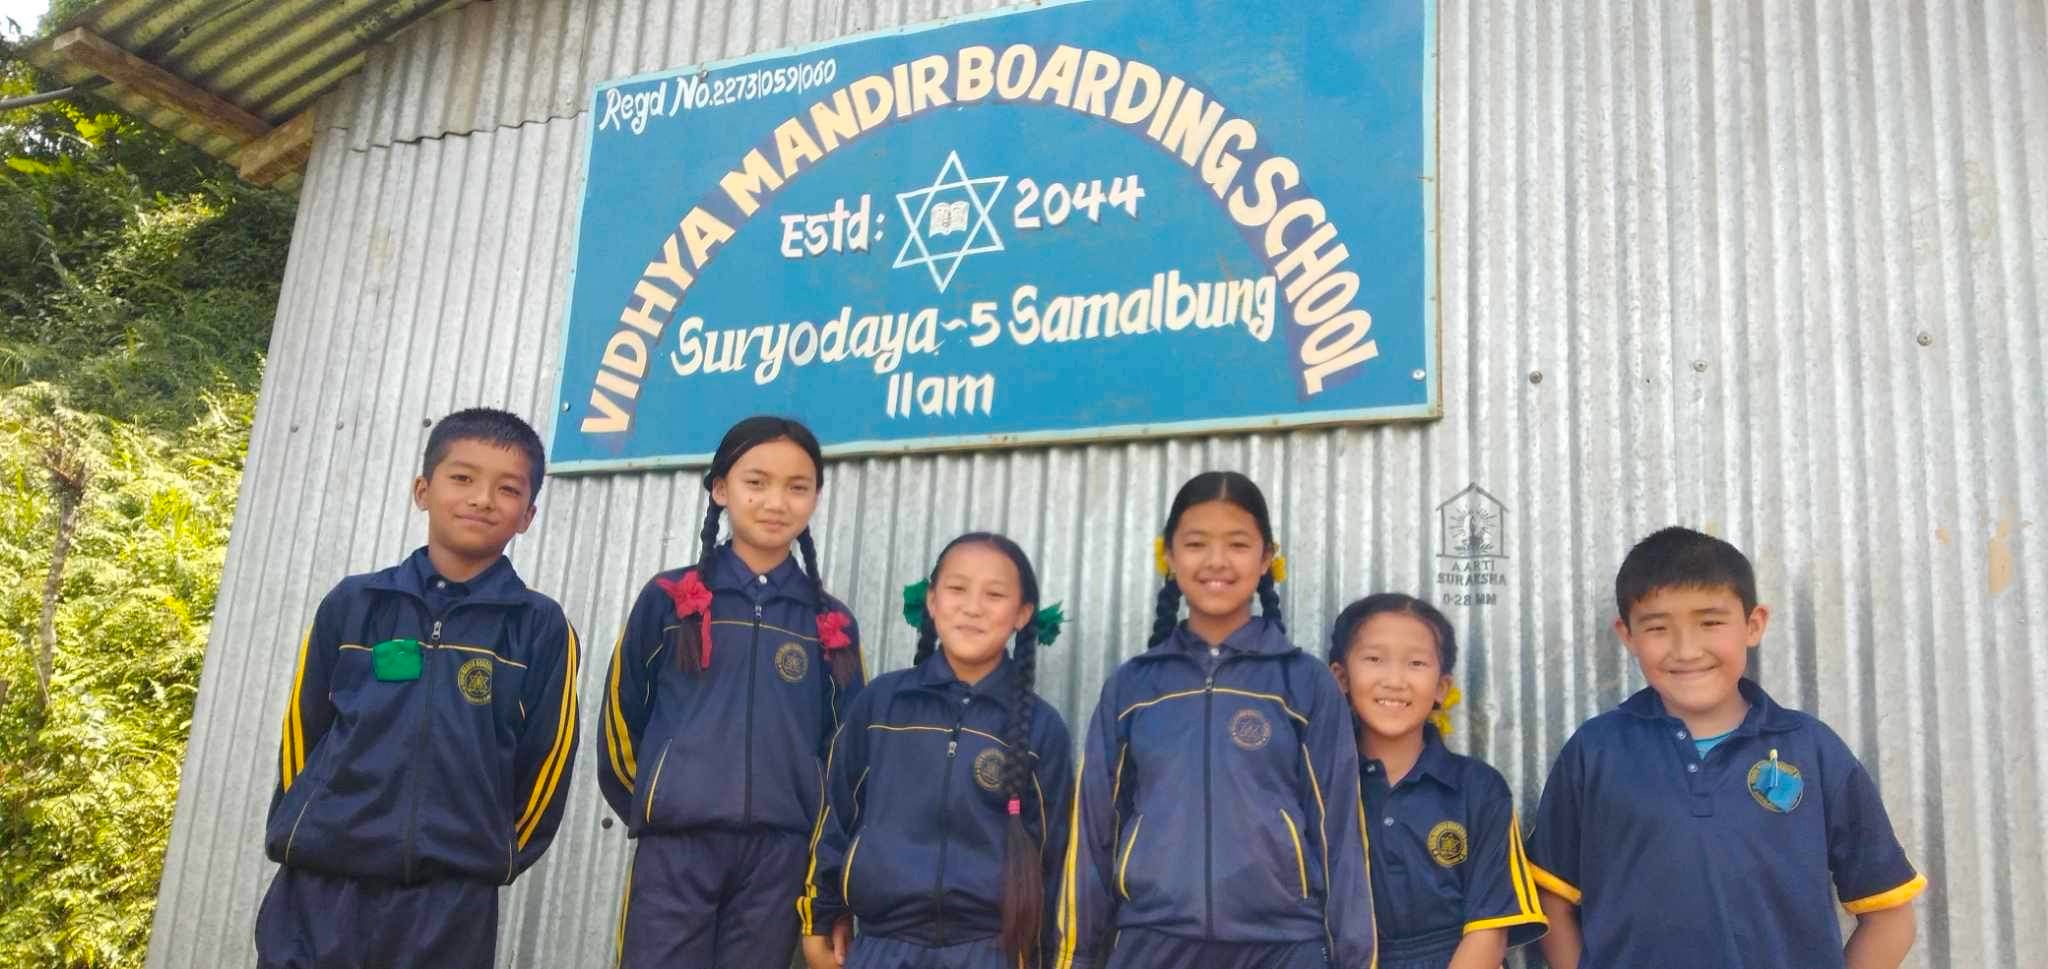 Regd No.2273|059|060
VIDHYA MANDIR BOARDING SCHOOL
Estd: 2044
Suryodaya-5 Samalbung
Ilam
AARTI
SURAKSHA
0.28 MM